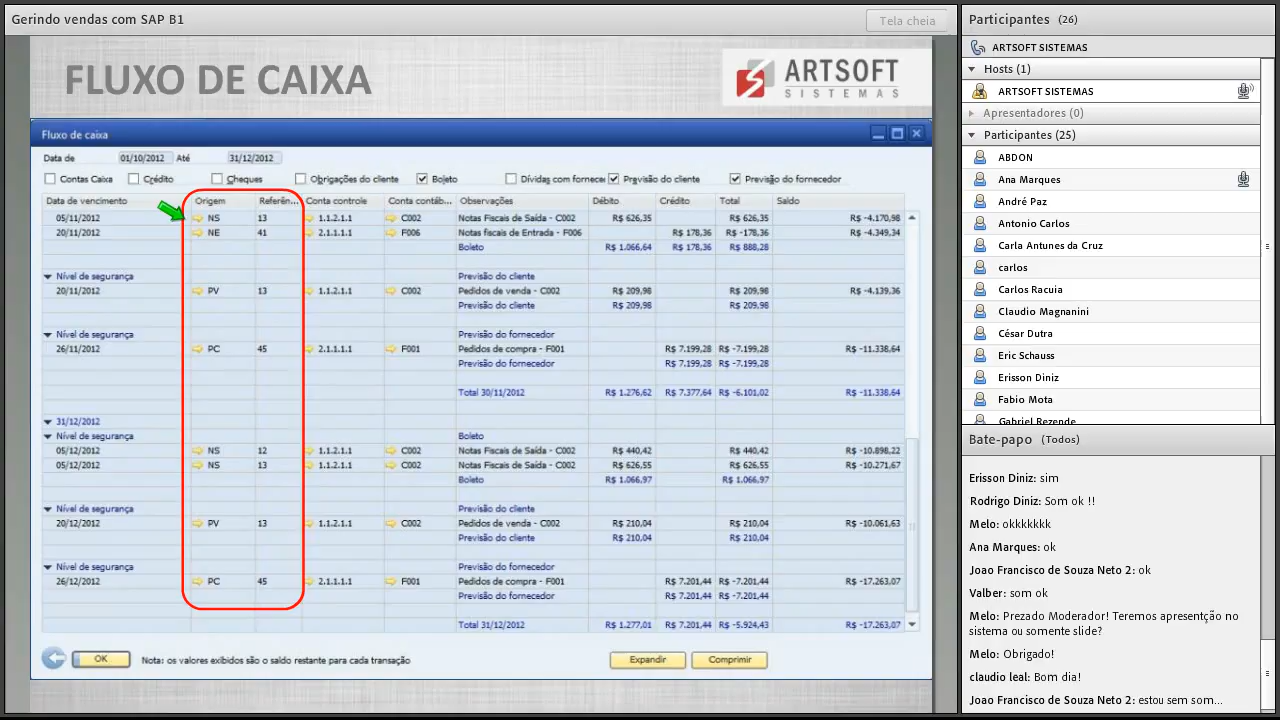 Gerindo vendas com SAP B1
Tela cheia
FLUXO DE CAIXA
ARTSOFT
SISTEMAS
Fluxo de caixa
Data de 01/10/2012 Até 31/12/2012
Contas Caixa Crédito Cheques Obrigações do cliente Bojeto Dívidas com fornece Previsão do cliente Previsão do fornecedor
Data de vencimento Origem Referên... Conta controle Conta contáb... Observações Débito Crédito Total Saldo
05/11/2012 NS 13 1.1.2.1.1 C002 Notas Fiscais de Saída - C002 R$ 626,35 R$ 626,35 R$ -4.170,98
20/11/2012 NE 41 2.1.1.1.1 F006 Notas fiscais de Entrada - F006 R$ 178,36 R$ -178,36 R$ -4.349,34
Boleto R$ 1.066,64 R$ 178,36 R$ 888,28
Nível de segurança Previsão do cliente
20/11/2012 PV 13 1.1.2.1.1 C002 Pedidos de venda - C002 R$ 209,98 R$ 209,98 R$ -4.139,36
Previsão do cliente R$ 209,98 R$ 209,98
Nível de segurança Previsão do fornecedor
26/11/2012 PC 45 2.1.1.1.1 F001 Pedidos de compra - F001 R$ 7.199,28 R$ -7.199,28 R$ -11.338,64
Previsão do fornecedor R$ 7.199,28 R$ -7.199,28
Total 30/11/2012 R$ 1.276,62 R$ 7.377,64 R$ -6.101,02 R$ -11.338,64
31/12/2012
Nível de segurança Boleto
05/12/2012 NS 12 1.1.2.1.1 C002 Notas Fiscais de Saída - C002 R$ 440,42 R$ 440,42 R$ -10.898,22
05/12/2012 NS 13 1.1.2.1.1 C002 Notas Fiscais de Saída - C002 R$ 626,55 R$ 626,55 R$ -10.271,67
Boleto R$ 1.066,97 R$ 1.066,97
Nível de segurança Previsão do cliente
20/12/2012 PV 13 1.1.2.1.1 C002 Pedidos de venda - C002 R$ 210,04 R$ 210,04 R$ -10.061,63
Previsão do cliente R$ 210,04 R$ 210,04
Nível de segurança Previsão do fornecedor
26/12/2012 PC 45 2.1.1.1.1 F001 Pedidos de compra - F001 R$ 7.201,44 R$ -7.201,44 R$ -17.263,07
Previsão do fornecedor R$ 7.201,44 R$ -7.201,44
Total 31/12/2012 R$ 1.277,01 R$ 7.201,44 R$ -5.924,43 R$ -17.263,07
OK Nota: os valores exibidos são o saldo restante para cada transação Expandir Comprimir
Participantes (26)
ARTSOFT SISTEMAS
Hosts (1)
ARTSOFT SISTEMAS
Apresentadores (0)
Participantes (25)
ABDON
Ana Marques
André Paz
Antonio Carlos
Carla Antunes da Cruz
carlos
Carlos Racuia
Claudio Magnanini
César Dutra
Eric Schauss
Erisson Diniz
Fabio Mota
Gabriel Rezende
Bate-papo (Todos)
Erisson Diniz: sim
Rodrigo Diniz: Som ok !!
Melo: okkkkkkk
Ana Marques: ok
Joao Francisco de Souza Neto 2: ok
Valber: som ok
Melo: Prezado Moderador! Teremos apresentção no
sistema ou somente slide?
Melo: Obrigado!
claudio leal: Bom dia!
Joao Francisco de Souza Neto 2: estou sem som...